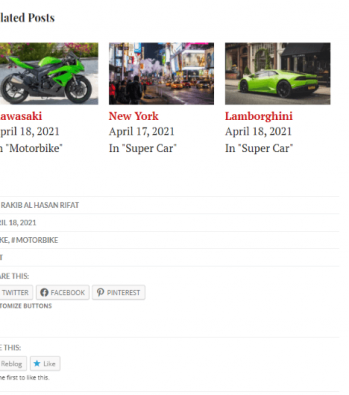 lated Posts
awasaki
New York
Lamborghini
pril 18, 2021
April 17, 2021
April 18, 2021
n "Motorbike"
In "Super Car"
In "Super Car"
RAKIB AL HASAN RIFAT
RIL 18, 2021
KE, #MOTORBIKE
T
ARE THIS:
TWITTER
FACEBOOK
PINTEREST
TOMIZE BUTTONS
E THIS:
Reblog
Like
he first to like this.